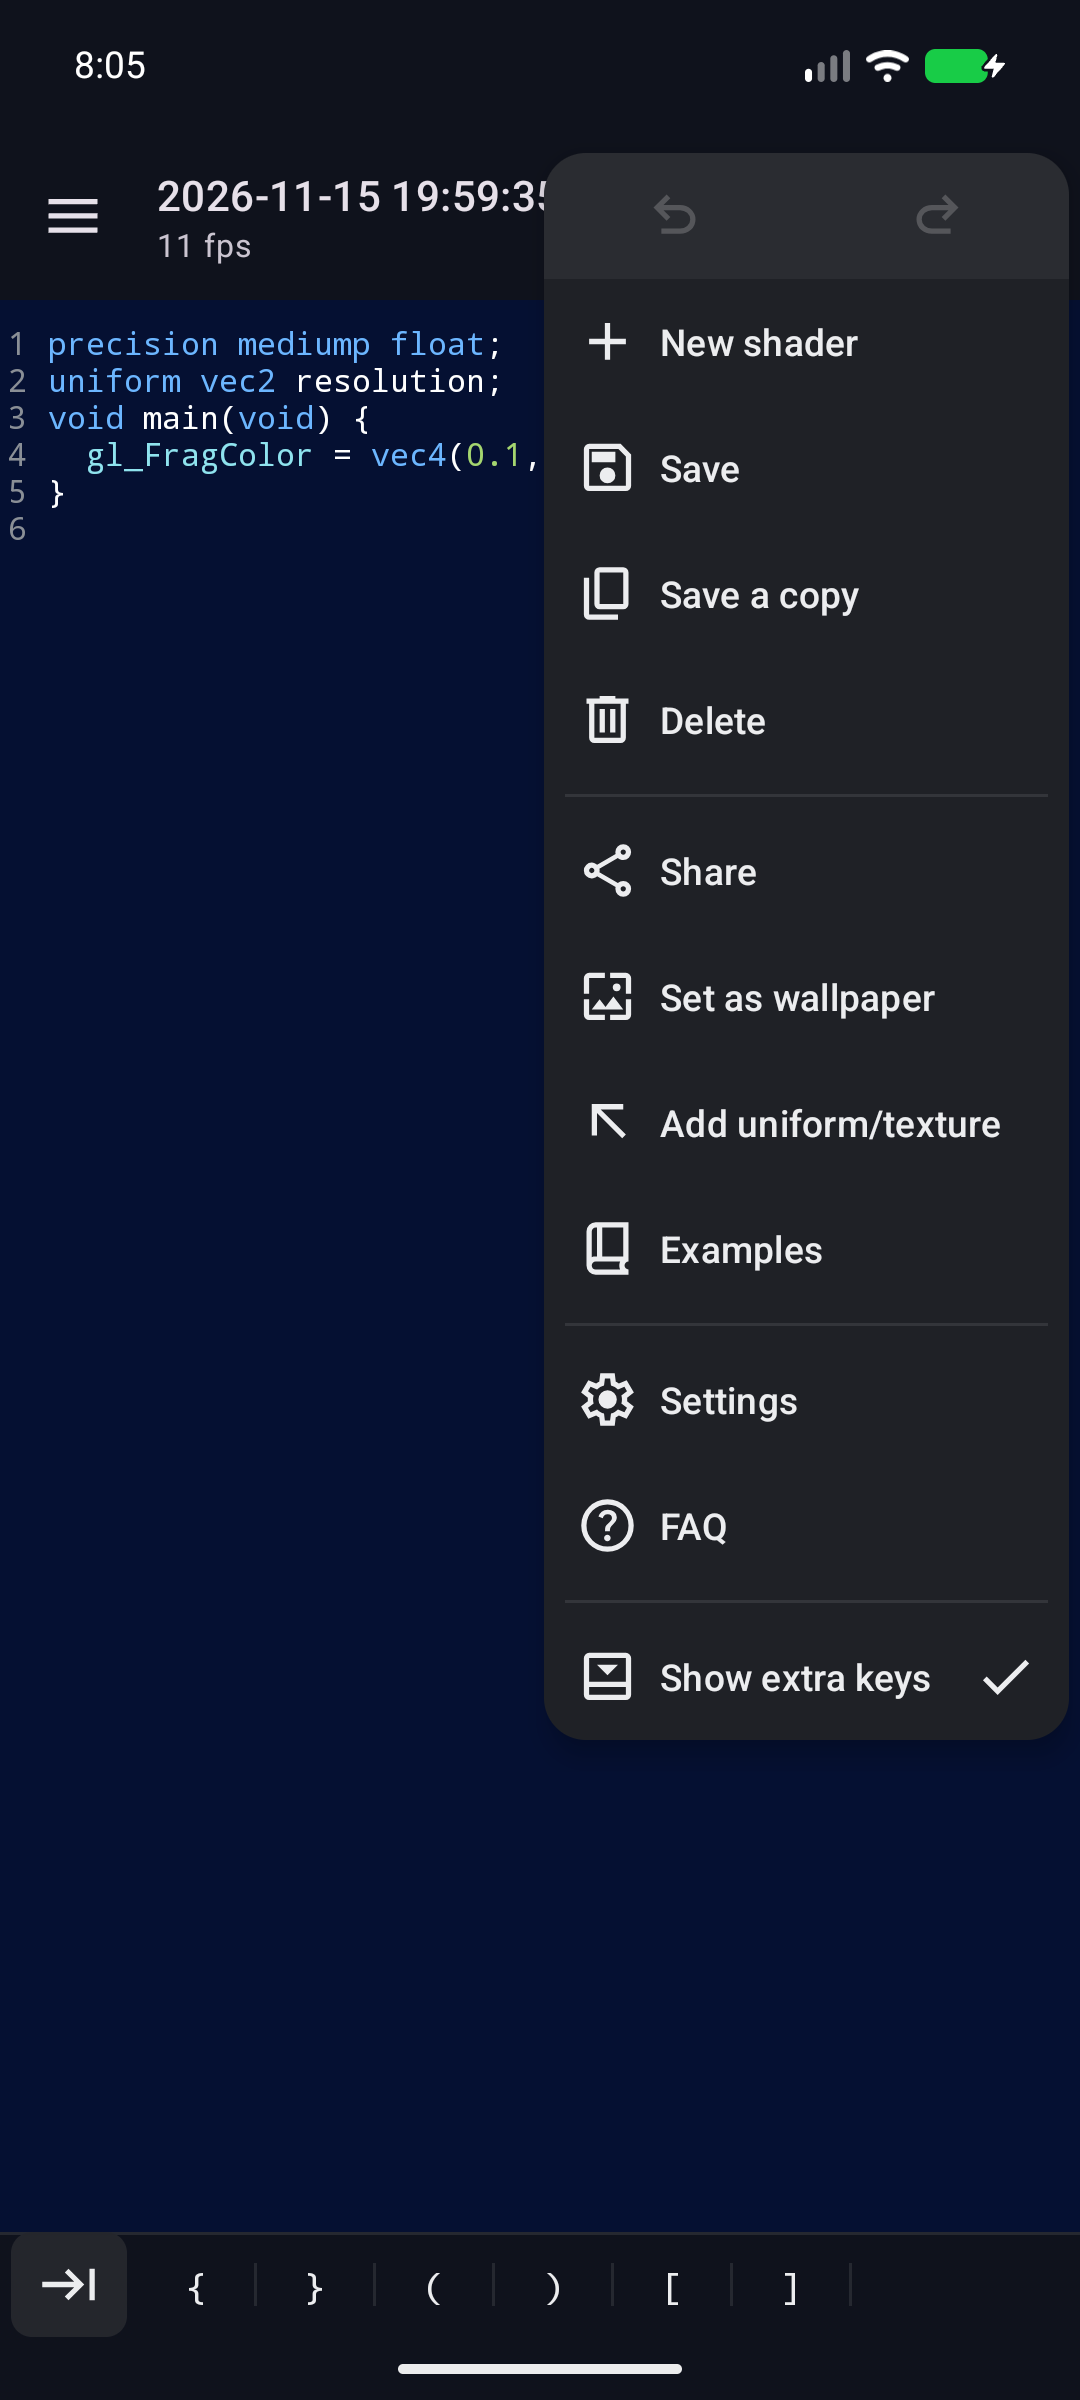 8:05
2026-11-15 19:59:35
11 fps
1 precision mediump float;
2 uniform vec2 resolution;
3 void main(void) {
4   gl_FragColor = vec4(0.1,
5 }
6
New shader
Save
Save a copy
Delete
Share
Set as wallpaper
Add uniform/texture
Examples
Settings
FAQ
Show extra keys
{ } ( ) [ ]